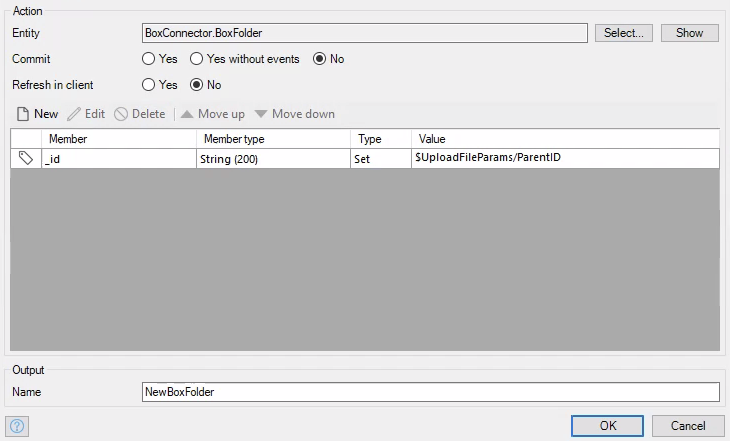 Action
Entity BoxConnector.BoxFolder Select... Show
Commit Yes Yes without events No
Refresh in client Yes No
New Edit Delete Move up Move down
Member Member type Type Value
_id String (200) Set $UploadFileParams/ParentID
Output
Name NewBoxFolder
? OK Cancel